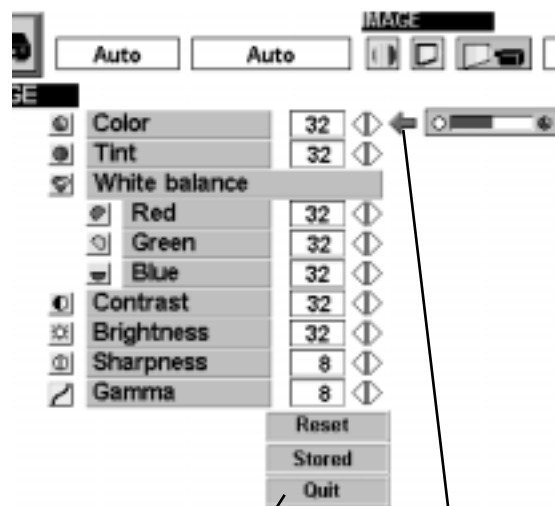 IMAGE
Auto Auto
GE
Color 32
Tint 32
White balance
Red 32
Green 32
Blue 32
Contrast 32
Brightness 32
Sharpness 8
Gamma 8
Reset
Stored
Quit